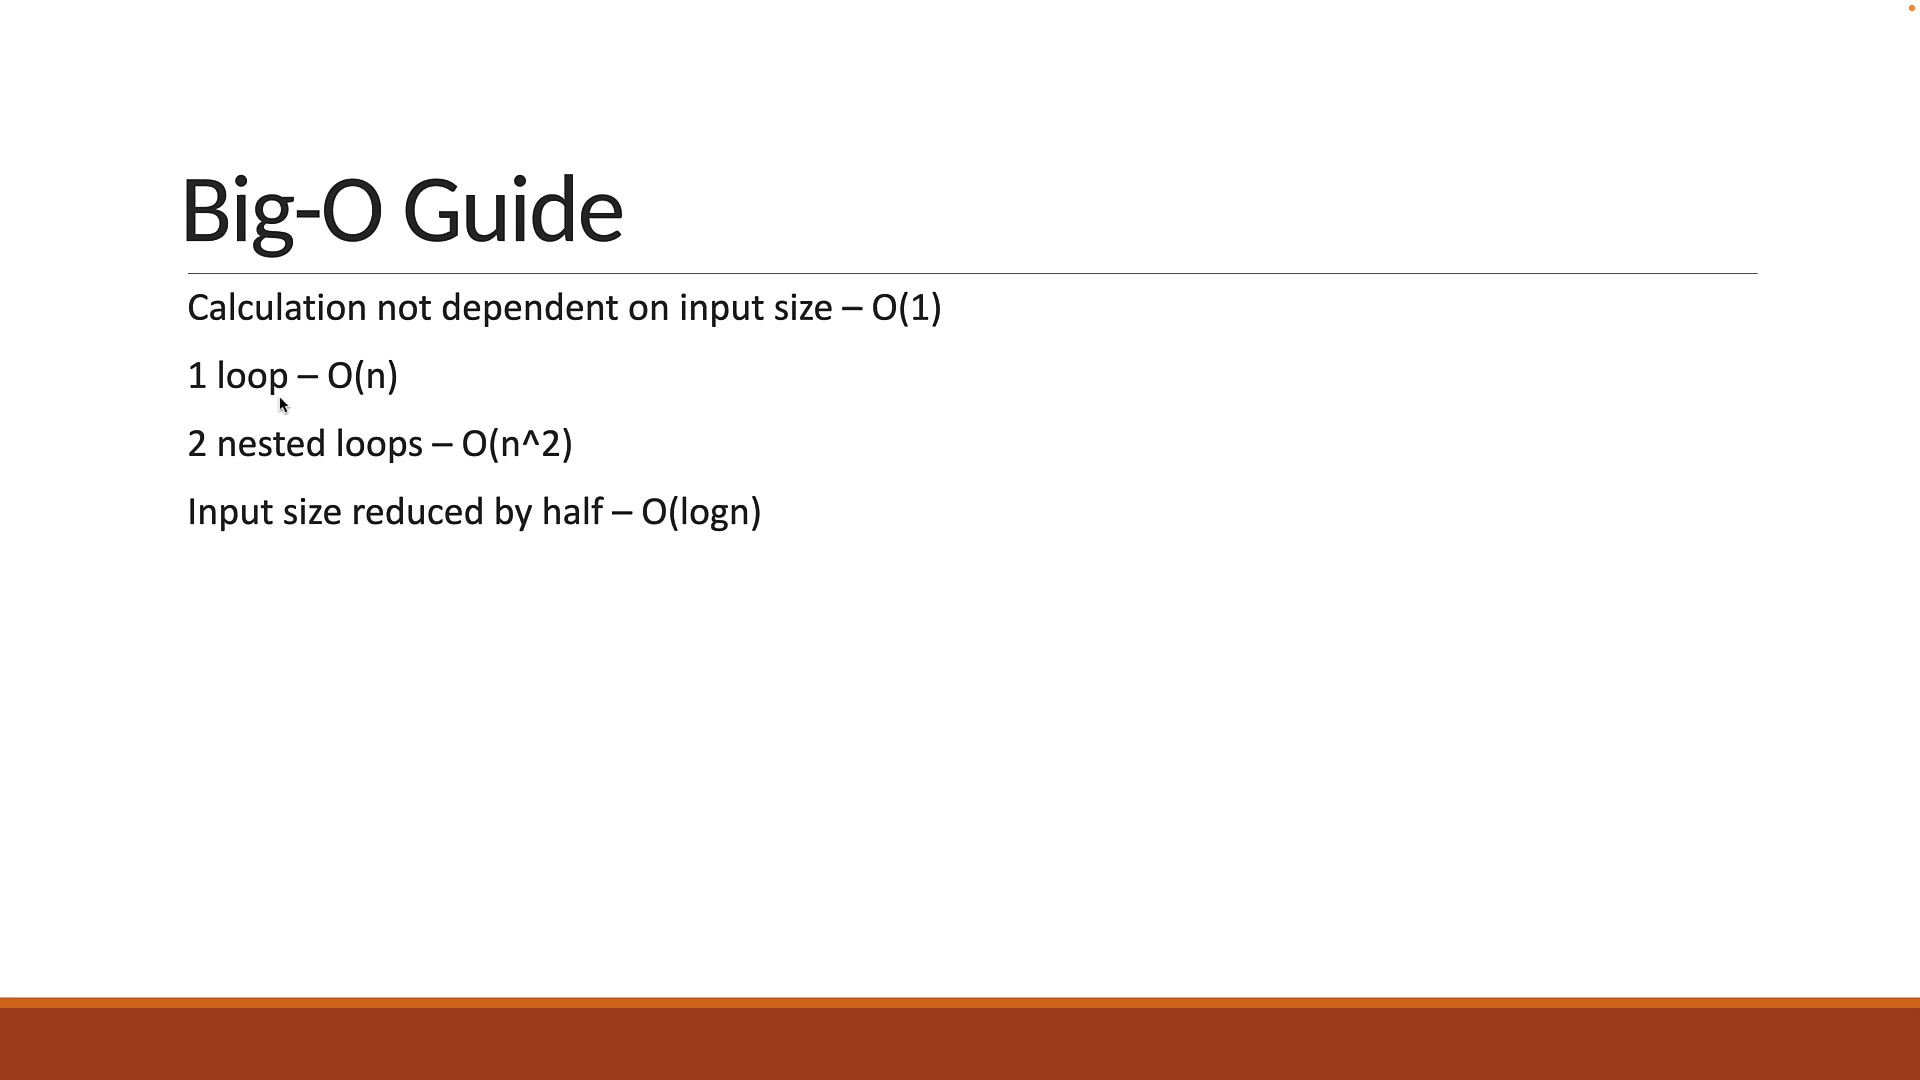 Big-O Guide
Calculation not dependent on input size – O(1)
1 loop – O(n)
2 nested loops – O(n^2)
Input size reduced by half – O(logn)